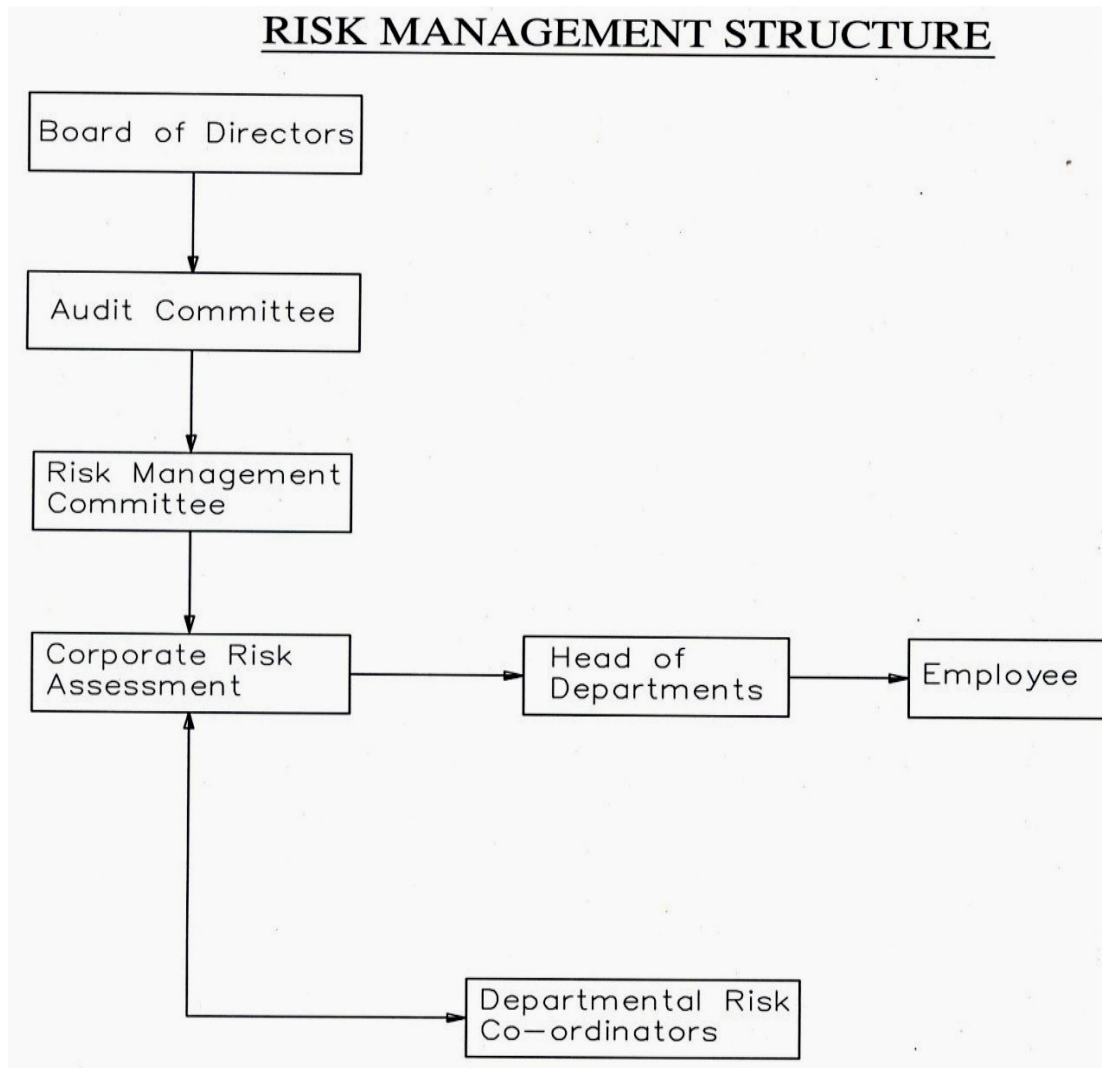 RISK MANAGEMENT STRUCTURE
Board of Directors
Audit Committee
Risk Management
Committee
Corporate Risk
Assessment
Head of
Departments
Employee
Departmental Risk
Co-ordinators